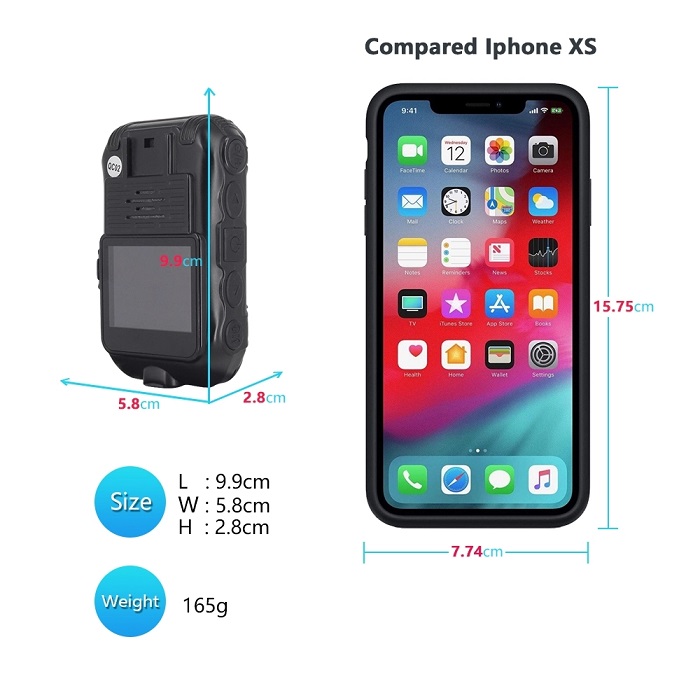 Compared Iphone XS
QC02
9.9cm
5.8cm
2.8cm
9:41
FaceTime
WEDNESDAY
12
Calendar
Photos
Camera
Mail
Clock
Maps
Weather
Notes
Reminders
News
Stocks
TV
iTunes Store
App Store
Books
Health
Home
Wallet
Settings
15.75cm
7.74cm
Size
L : 9.9cm
W : 5.8cm
H : 2.8cm
Weight
165g